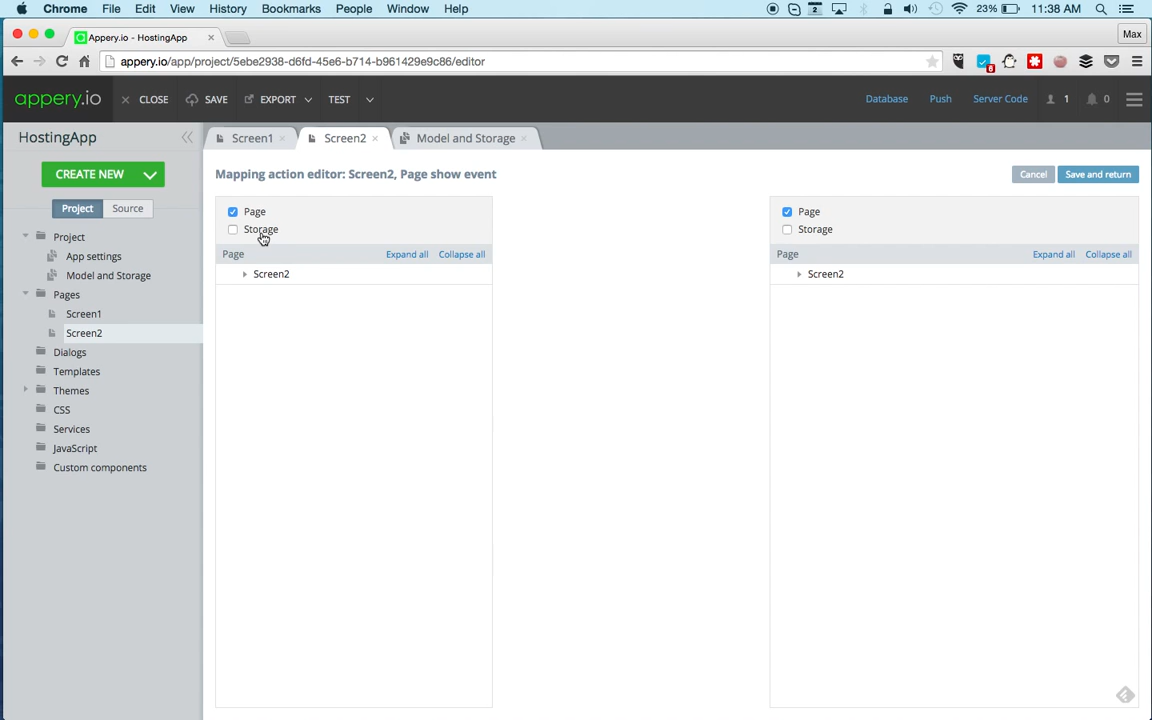 Chrome File Edit View History Bookmarks People Window Help 2 23% 11:38 AM
Appery.io - HostingApp × Max
appery.io/app/project/5ebe2938-d6fd-45e6-b714-b961429e9c86/editor
appery.io × CLOSE SAVE EXPORT TEST Database Push Server Code 1 0
HostingApp Screen1 × Screen2 × Model and Storage ×
CREATE NEW Mapping action editor: Screen2, Page show event Cancel Save and return
Project Source
Page Page
Storage Storage
Page Expand all Collapse all Page Expand all Collapse all
Screen2 Screen2
Project
App settings
Model and Storage
Pages
Screen1
Screen2
Dialogs
Templates
Themes
CSS
Services
JavaScript
Custom components